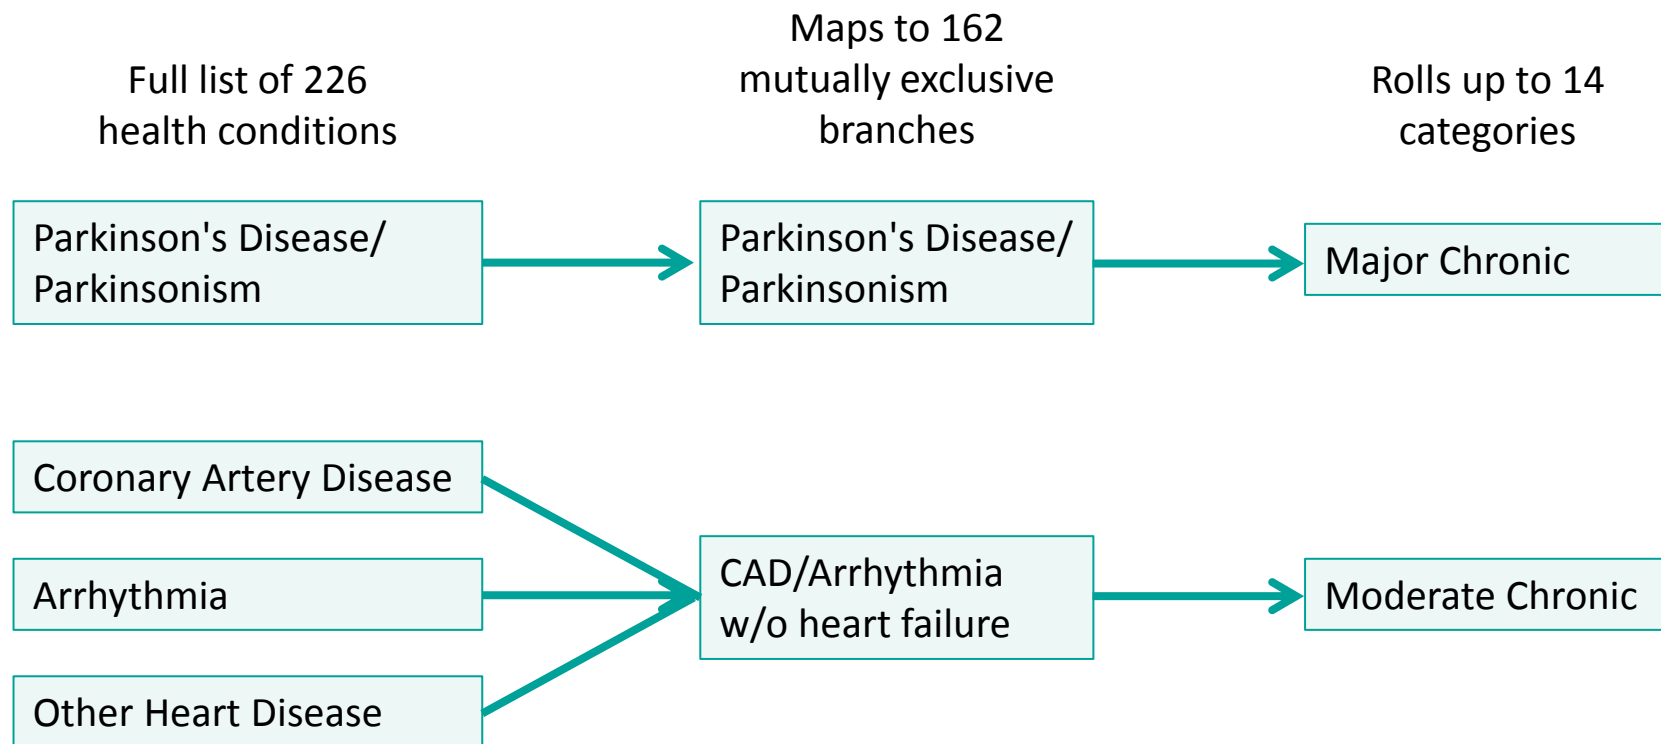 Full list of 226
health conditions
Maps to 162
mutually exclusive
branches
Rolls up to 14
categories
Parkinson's Disease/
Parkinsonism
Parkinson's Disease/
Parkinsonism
Major Chronic
Coronary Artery Disease
Arrhythmia
Other Heart Disease
CAD/Arrhythmia
w/o heart failure
Moderate Chronic